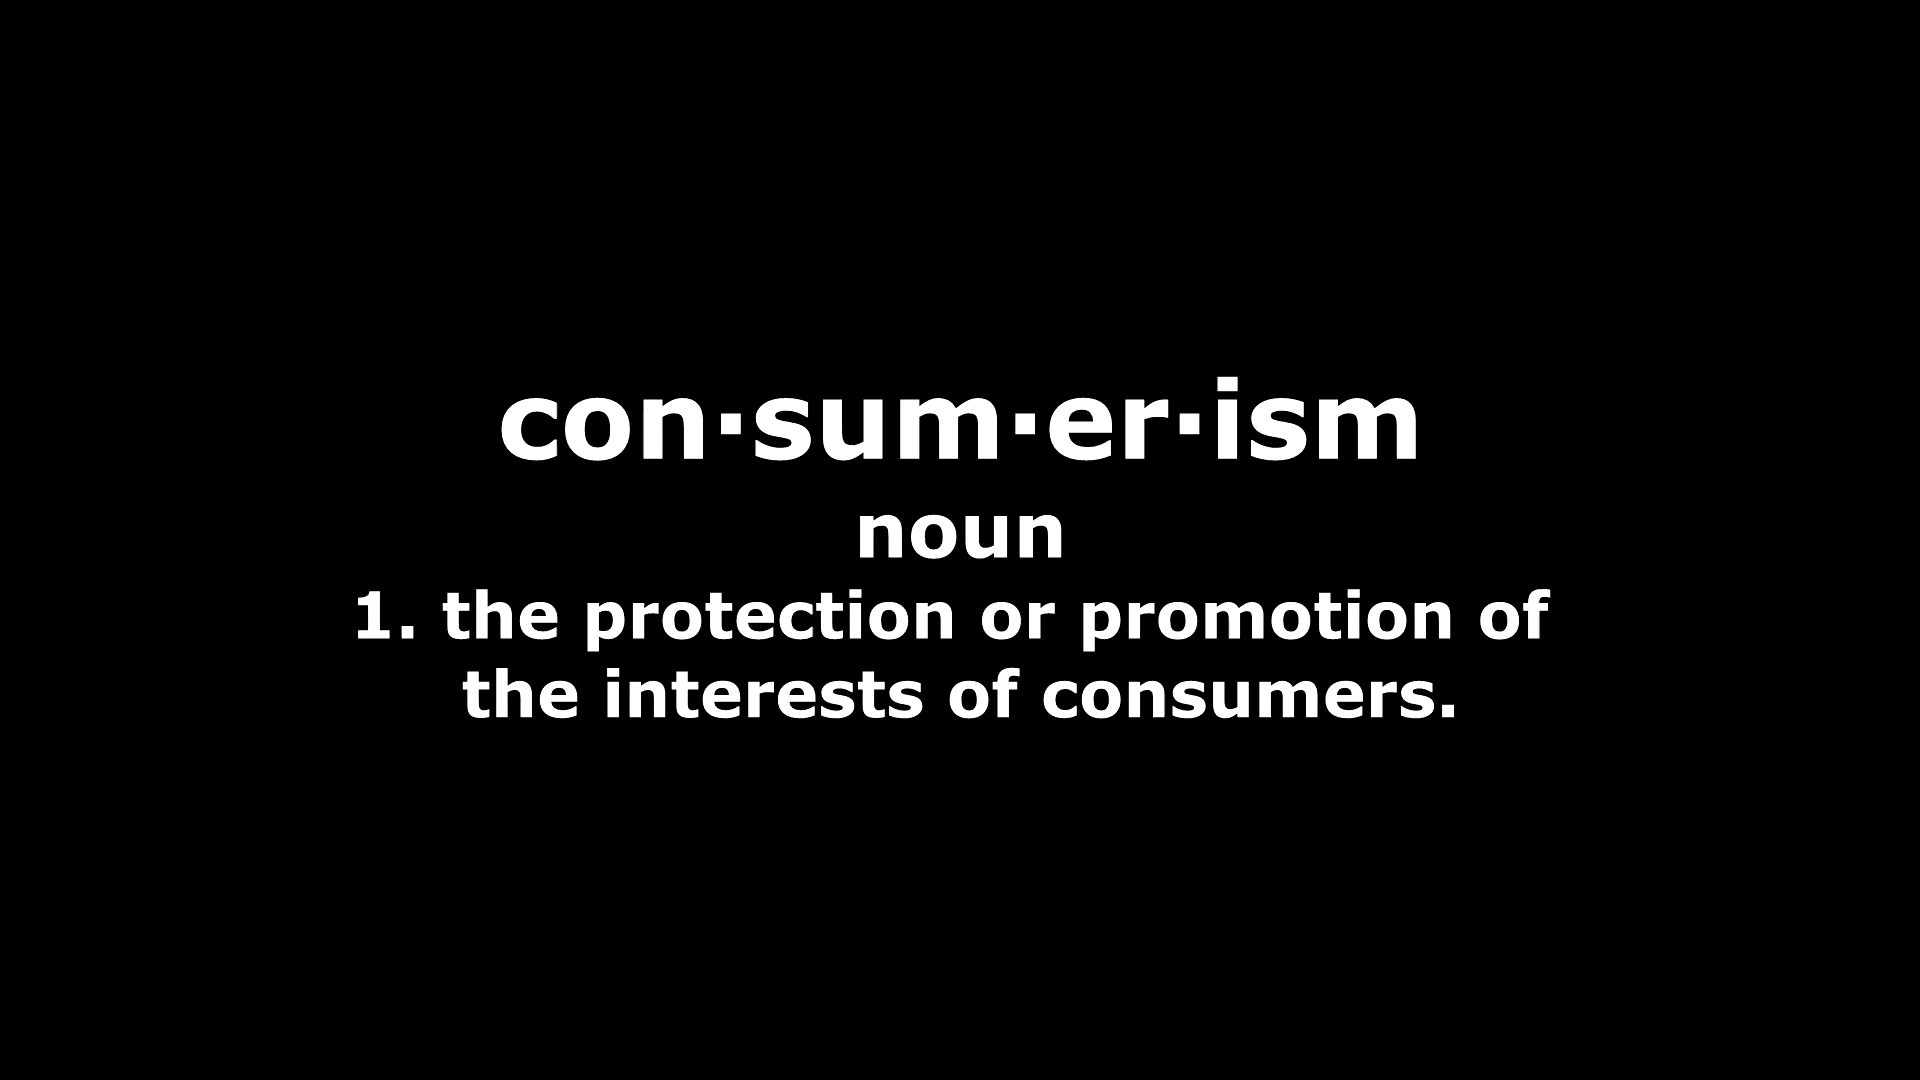 con·sum·er·ism
noun
1. the protection or promotion of
the interests of consumers.